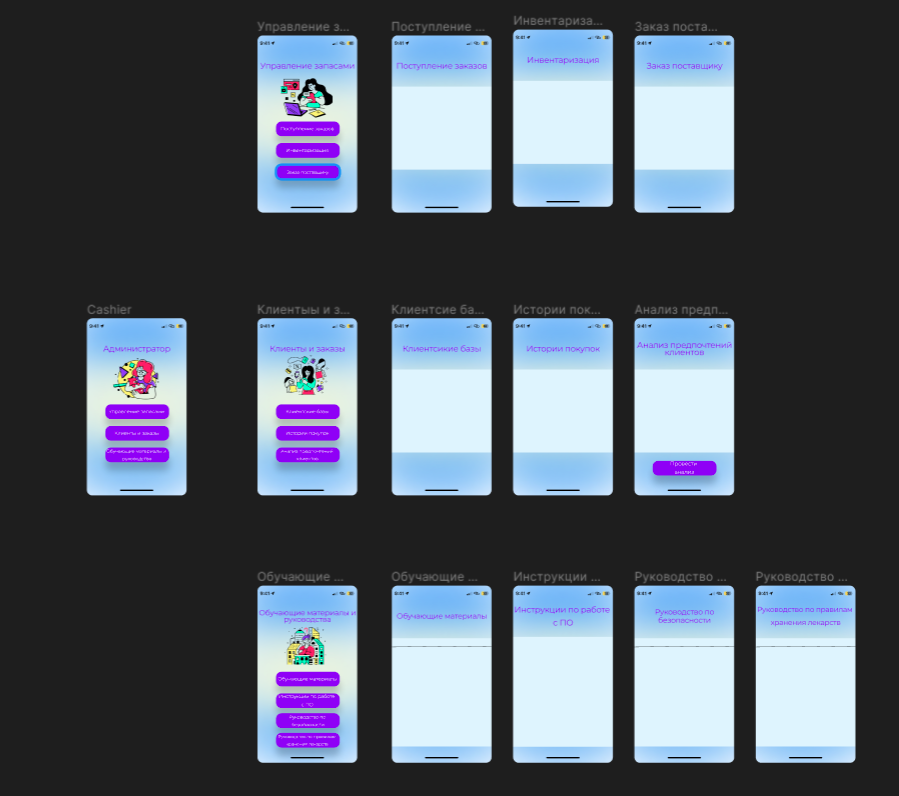 Управление з...
Поступление ...
Инвентариза...
Заказ поста...
9:41
9:41
9:41
9:41
Управление запасами
Поступление заказов
Инвентаризация
Заказ поставщику
Поступление заказов
Инвентаризация
Заказ поставщику
Cashier
Клиентыы и з...
Клиентсие ба...
Истории пок...
Анализ предп...
9:41
9:41
9:41
9:41
9:41
Администратор
Клиенты и заказы
Клиентсикие базы
Истории покупок
Анализ предпочтений
клиентов
Управление запасами
Клиенты и заказы
Обучающие материалы и
руководства
Клиентские базы
Истории покупок
Анализ предпочтений
клиентов
Провести
анализ
Обучающие ...
Обучающие ...
Инструкции ...
Руководство ...
Руководство ...
9:41
9:41
9:41
9:41
9:41
Обучающие материалы и
руководства
Обучающие материалы
Инструкции по работе
с ПО
Руководство по
безопасности
Руководство по правилам
хранения лекарств
Обучающие материалы
Инструкции по работе
с ПО
Руководство по
безопасности
Руководство по правилам
хранения лекарств